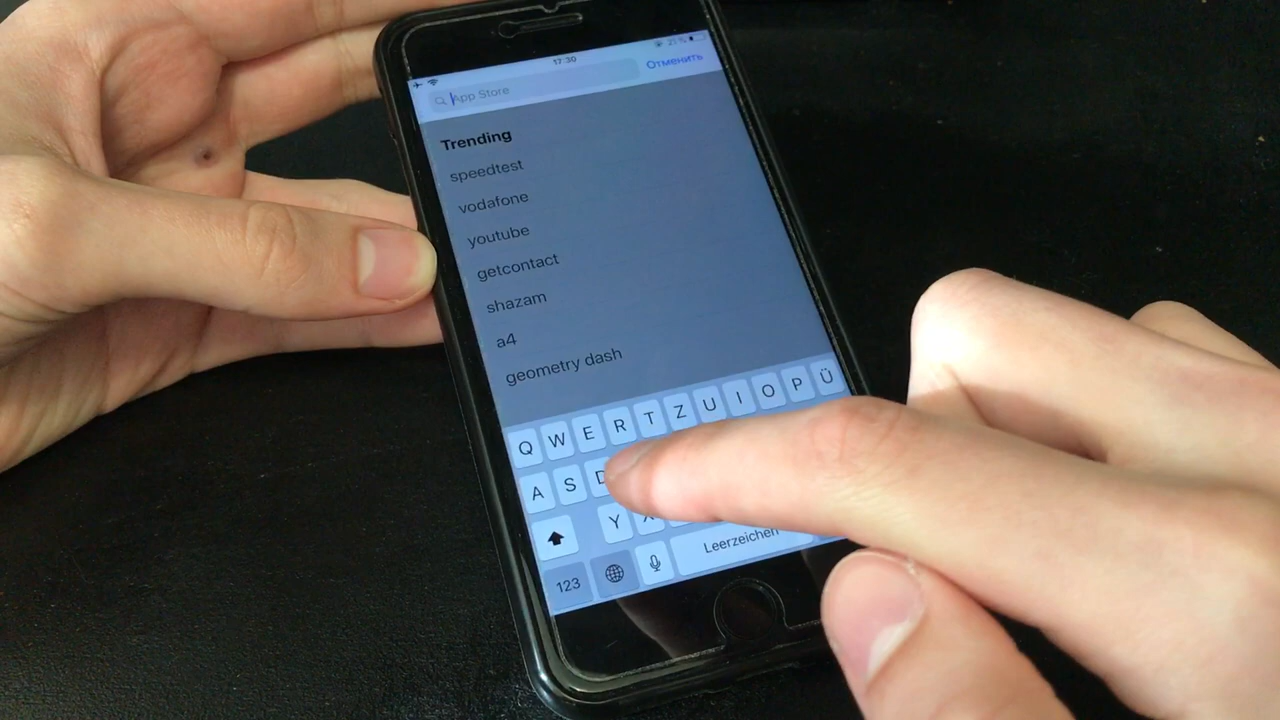 17:30
App Store
Отменить
Trending
speedtest
vodafone
youtube
getcontact
shazam
a4
geometry dash
Q W E R T Z U I O P Ü
A S D
Y X
123 Leerzeichen